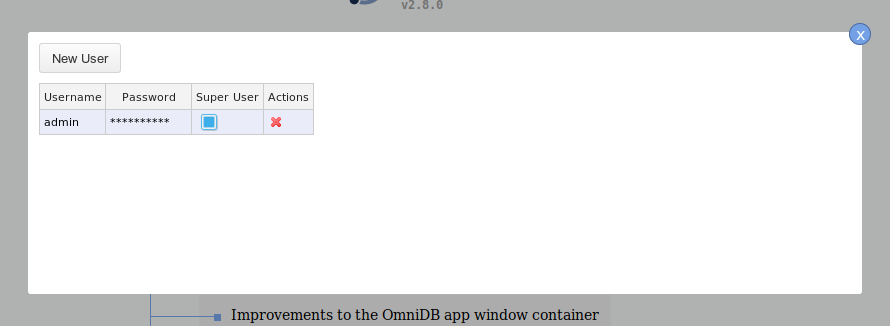 v2.8.0
x
New User
Username Password Super User Actions
admin **********
Improvements to the OmniDB app window container